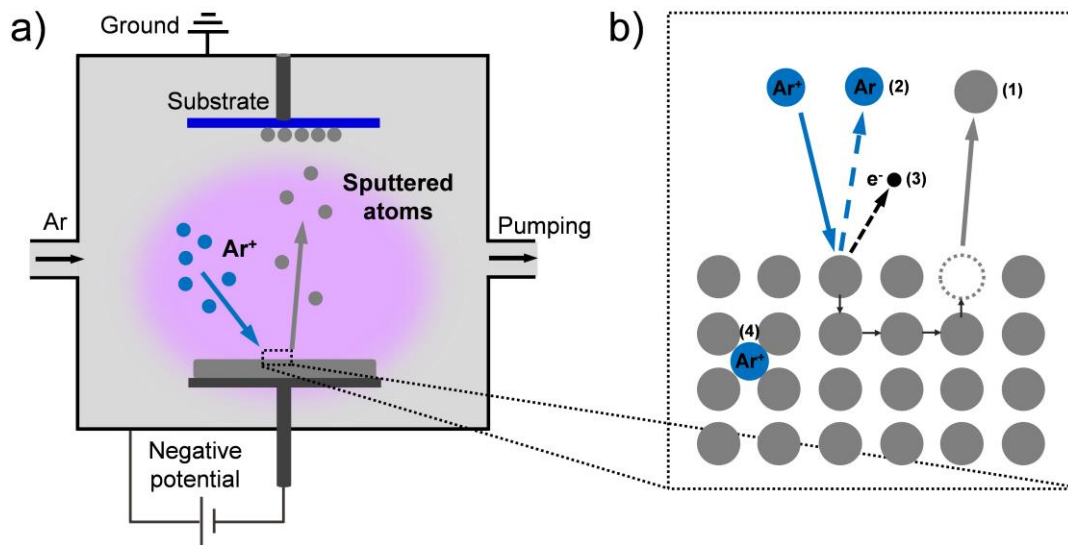 a)
Ground
Substrate
Sputtered
atoms
Ar
Ar⁺
Pumping
Negative
potential
b)
Ar⁺
Ar
(2)
(1)
e⁻
(3)
(4)
Ar⁺